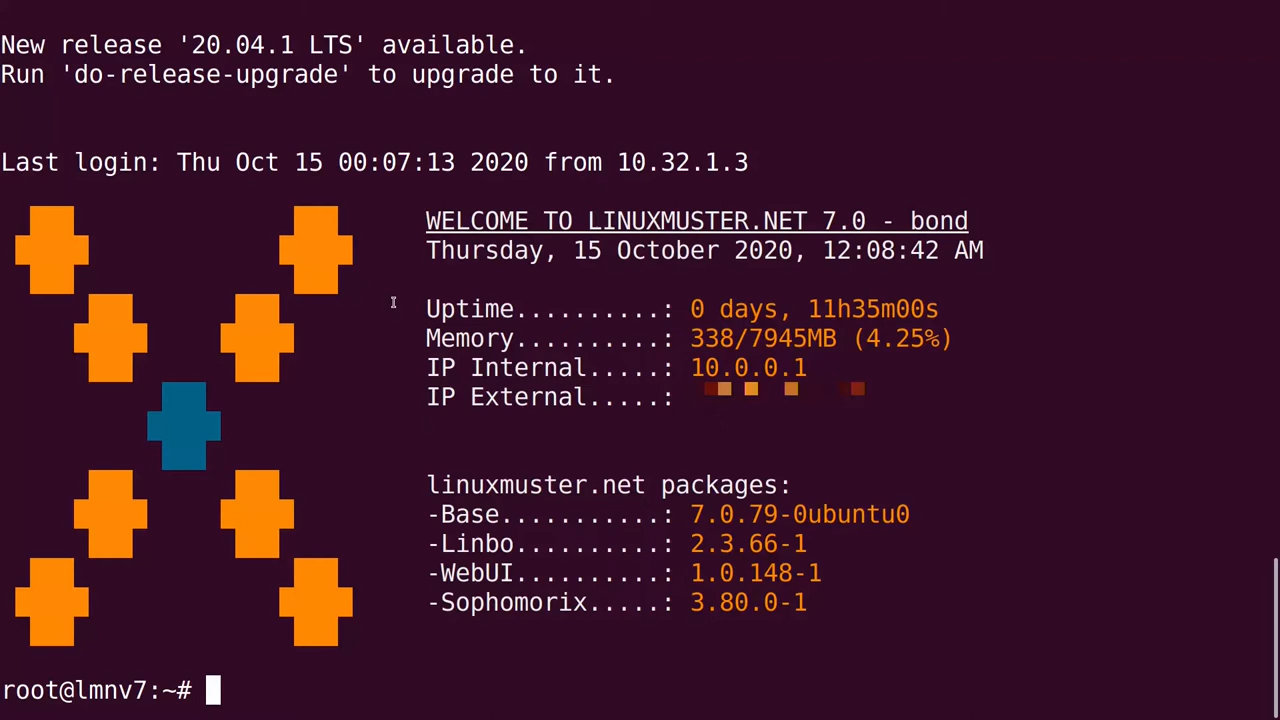 New release '20.04.1 LTS' available.
Run 'do-release-upgrade' to upgrade to it.
Last login: Thu Oct 15 00:07:13 2020 from 10.32.1.3
WELCOME TO LINUXMUSTER.NET 7.0 - bond
Thursday, 15 October 2020, 12:08:42 AM
Uptime..........: 0 days, 11h35m00s
Memory..........: 338/7945MB (4.25%)
IP Internal.....: 10.0.0.1
IP External.....:
linuxmuster.net packages:
-Base...........: 7.0.79-0ubuntu0
-Linbo..........: 2.3.66-1
-WebUI..........: 1.0.148-1
-Sophomorix.....: 3.80.0-1
root@lmnv7:~#